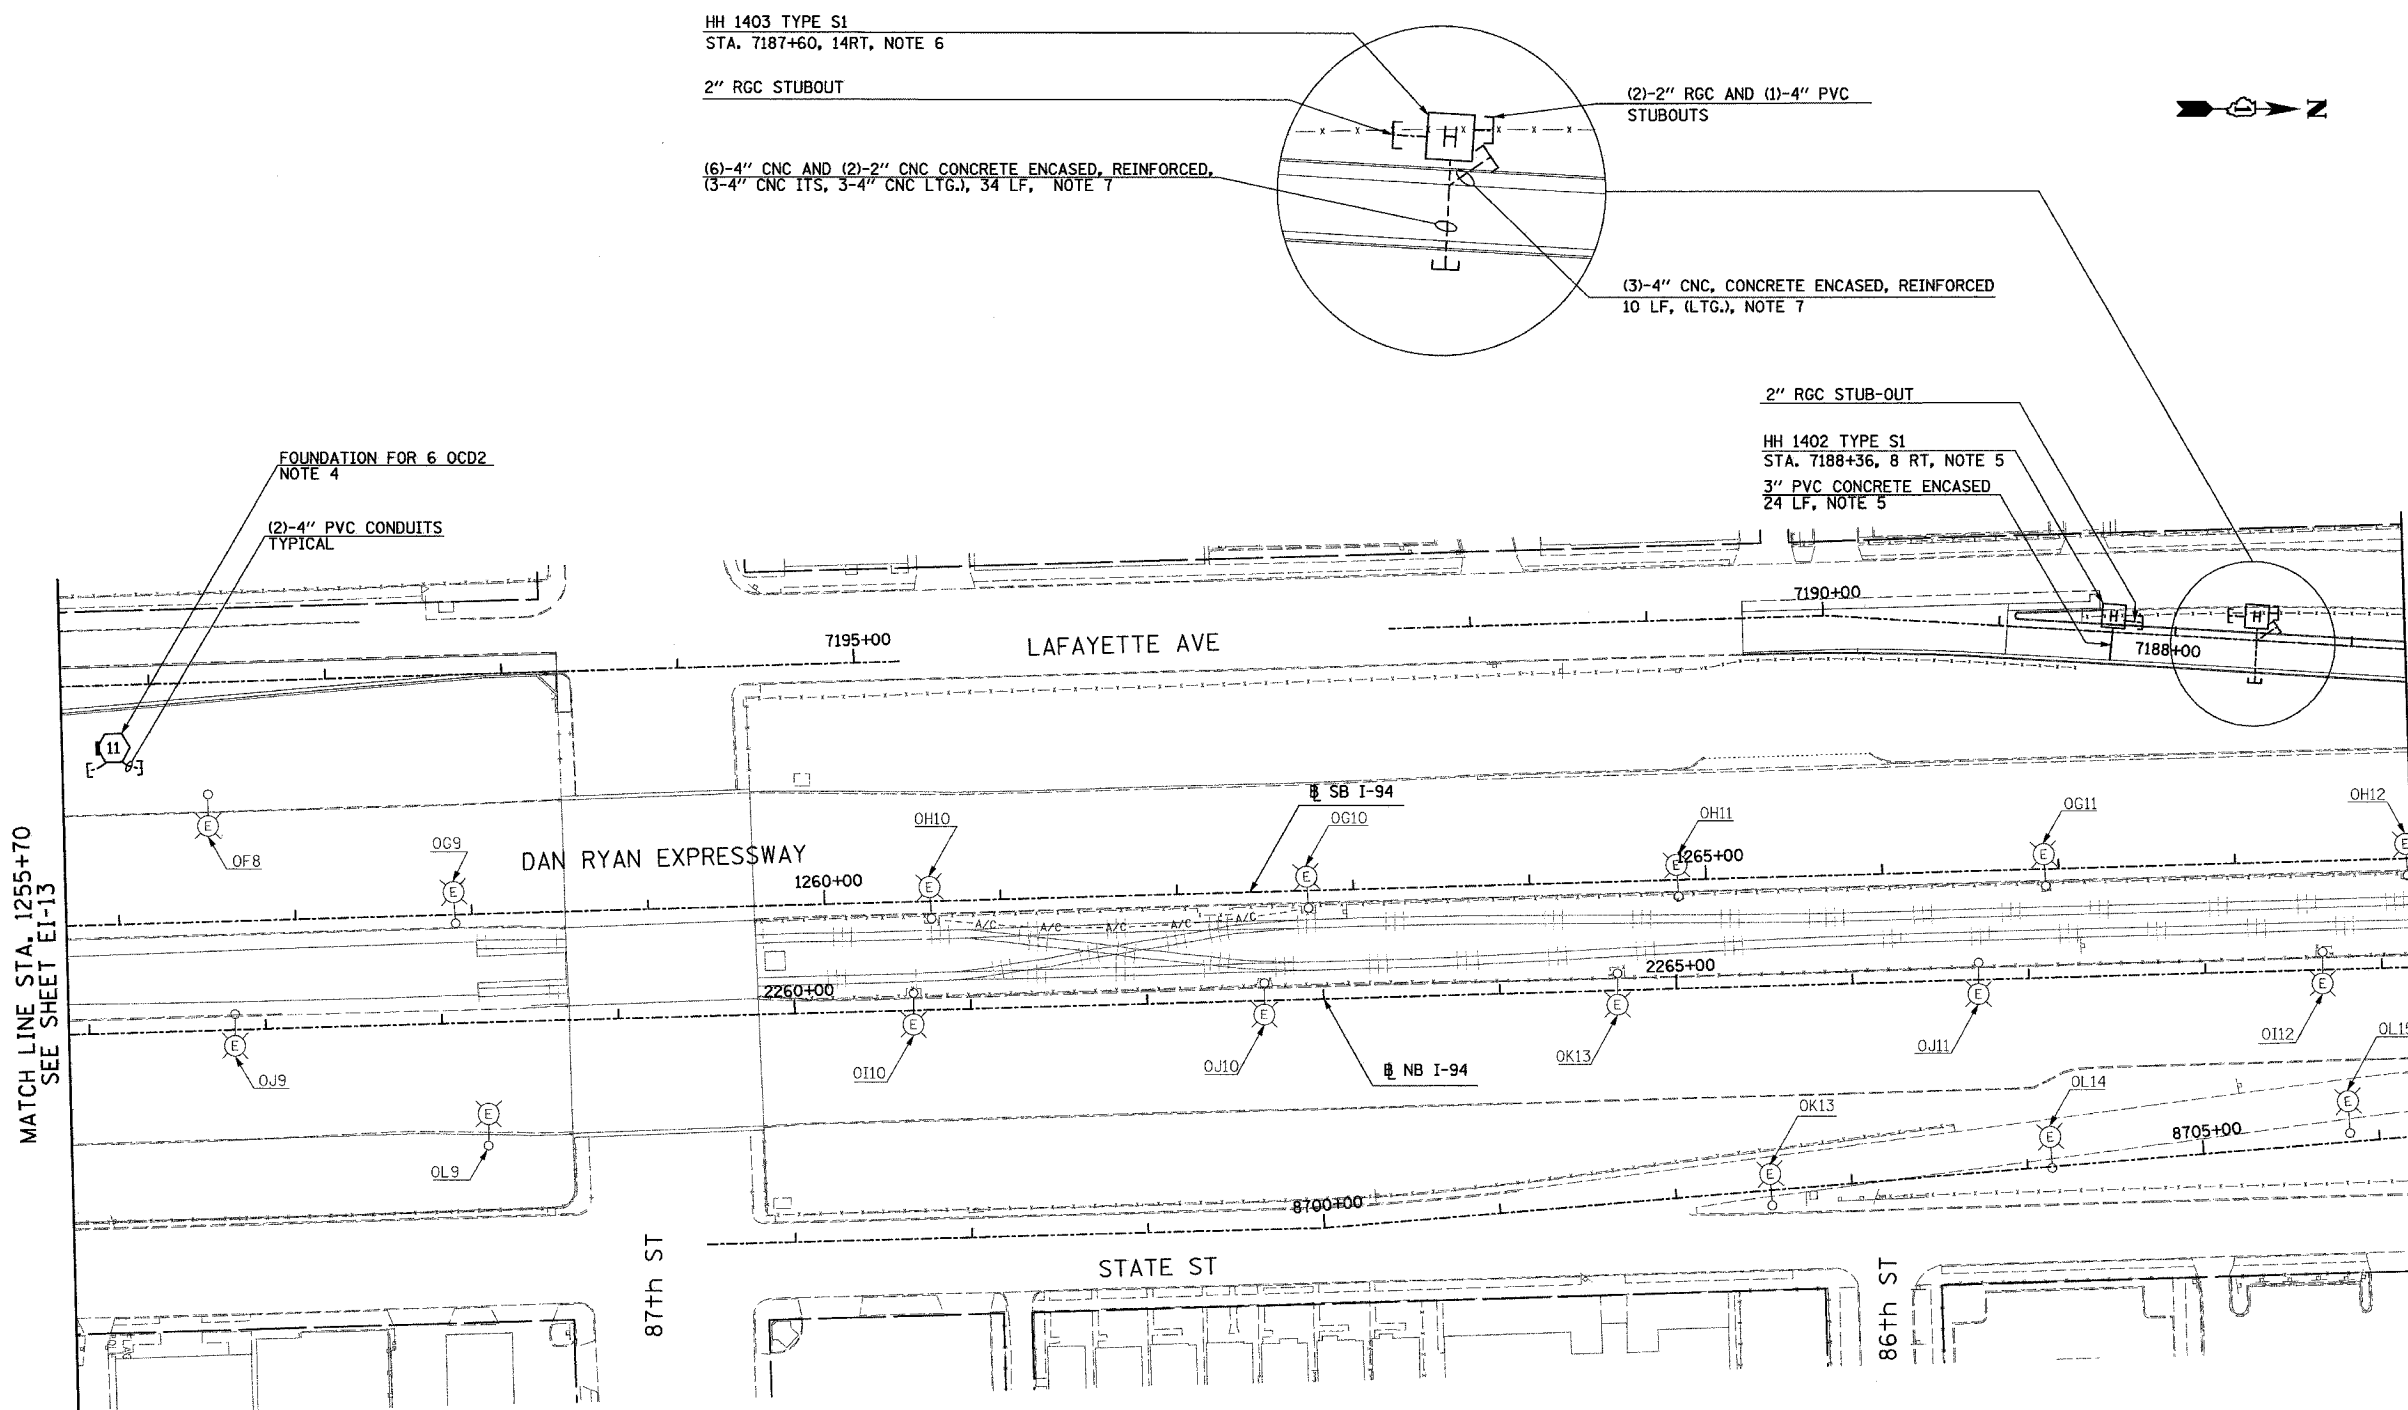 HH 1403 TYPE S1
STA. 7187+60, 14RT, NOTE 6
2" RGC STUBOUT
(2)-2" RGC AND (1)-4" PVC
STUBOUTS
N
H
(6)-4" CNC AND (2)-2" CNC CONCRETE ENCASED, REINFORCED,
(3-4" CNC ITS, 3-4" CNC LTG.), 34 LF, NOTE 7
(3)-4" CNC, CONCRETE ENCASED, REINFORCED
10 LF, (LTG.), NOTE 7
2" RGC STUB-OUT
HH 1402 TYPE S1
STA. 7188+36, 8 RT, NOTE 5
3" PVC CONCRETE ENCASED
24 LF, NOTE 5
FOUNDATION FOR 6 OCD2
NOTE 4
(2)-4" PVC CONDUITS
TYPICAL
7190+00
H
H
7195+00
LAFAYETTE AVE
7188+00
11
SB I-94
OH12
OG11
OH11
OG10
OH10
E
E
E
E
E
E
E
OF8
OG9
DAN RYAN EXPRESSWAY
1260+00
1265+00
A/C
A/C
A/C
A/C
A/C
MATCH LINE STA. 1255+70
SEE SHEET EI-13
2260+00
2265+00
E
E
E
E
E
E
OJ9
OI10
OJ10
OK13
OJ11
OI12
NB I-94
E
OL9
OL14
OK13
E
E
E
8705+00
8700+00
STATE ST
87th ST
86th ST